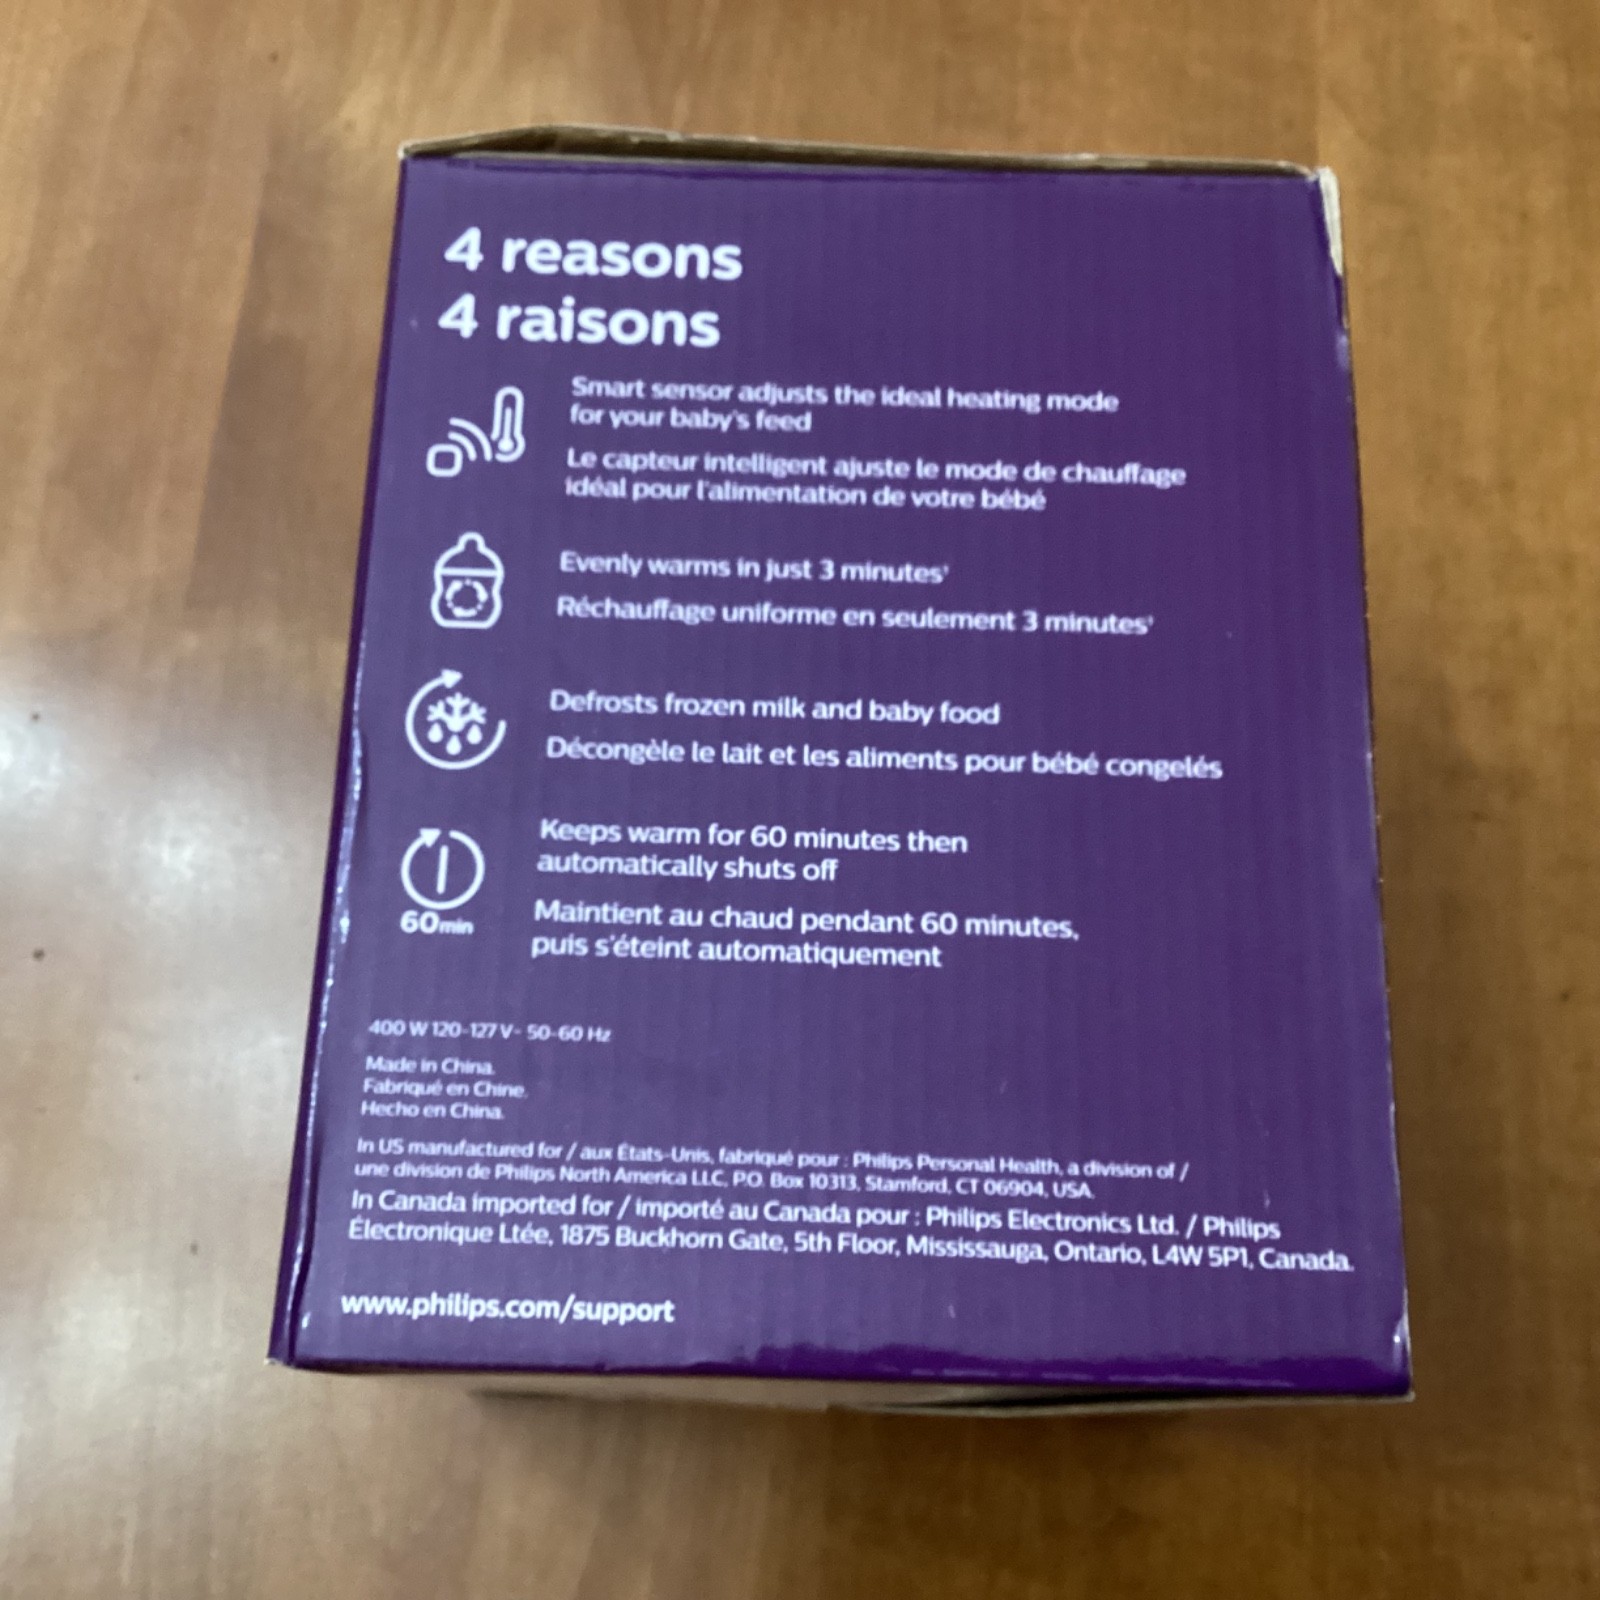 4 reasons
4 raisons
Smart sensor adjusts the ideal heating mode
for your baby's feed
Le capteur intelligent ajuste le mode de chauffage
idéal pour l'alimentation de votre bébé
Evenly warms in just 3 minutes¹
Réchauffage uniforme en seulement 3 minutes¹
Defrosts frozen milk and baby food
Décongèle le lait et les aliments pour bébé congelés
Keeps warm for 60 minutes then
automatically shuts off
60min
Maintient au chaud pendant 60 minutes,
puis s'éteint automatiquement
400 W 120-127 V~ 50-60 Hz
Made in China.
Fabriqué en Chine.
Hecho en China.
In US manufactured for / aux États-Unis, fabriqué pour : Philips Personal Health, a division of /
une division de Philips North America LLC, P.O. Box 10313, Stamford, CT 06904, USA.
In Canada imported for / importé au Canada pour : Philips Electronics Ltd. / Philips
Électronique Ltée, 1875 Buckhorn Gate, 5th Floor, Mississauga, Ontario, L4W 5P1, Canada.
www.philips.com/support